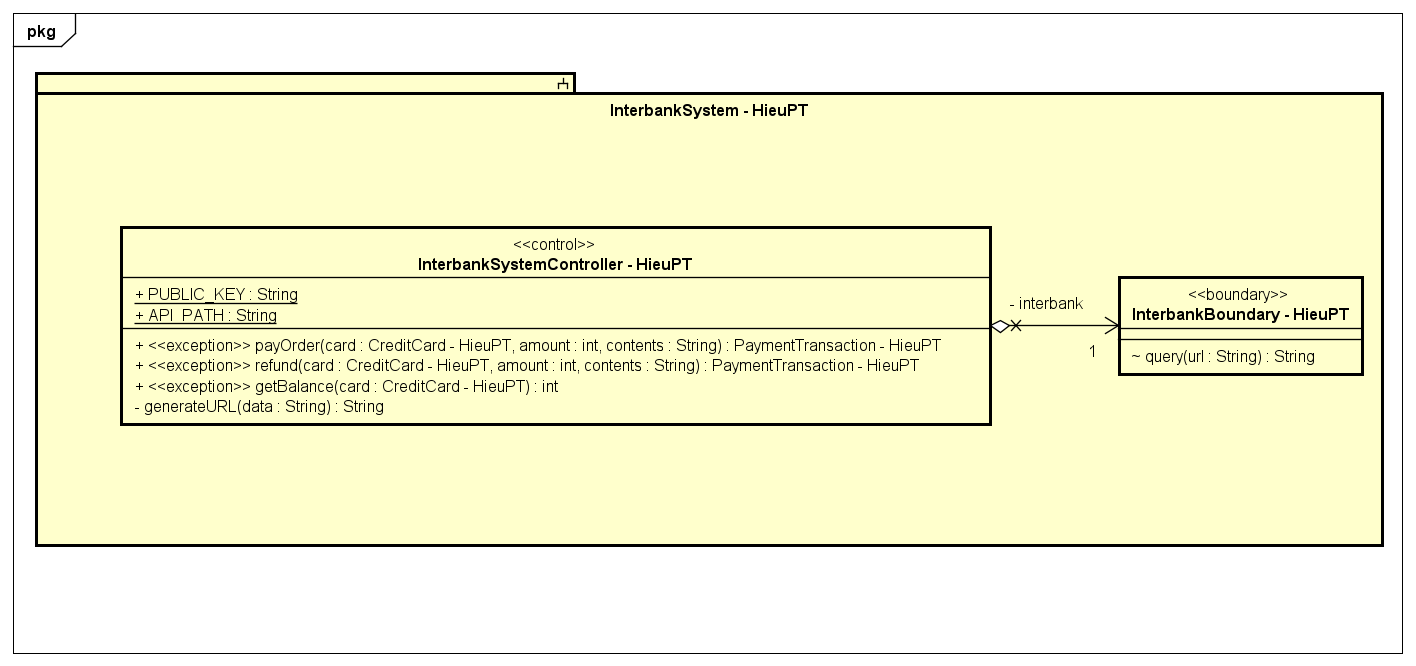 pkg
InterbankSystem - HieuPT
<<control>>
InterbankSystemController - HieuPT
+ PUBLIC_KEY : String
+ API_PATH : String
+ <<exception>> payOrder(card : CreditCard - HieuPT, amount : int, contents : String) : PaymentTransaction - HieuPT
+ <<exception>> refund(card : CreditCard - HieuPT, amount : int, contents : String) : PaymentTransaction - HieuPT
+ <<exception>> getBalance(card : CreditCard - HieuPT) : int
- generateURL(data : String) : String
- interbank
1
<<boundary>>
InterbankBoundary - HieuPT
~ query(url : String) : String